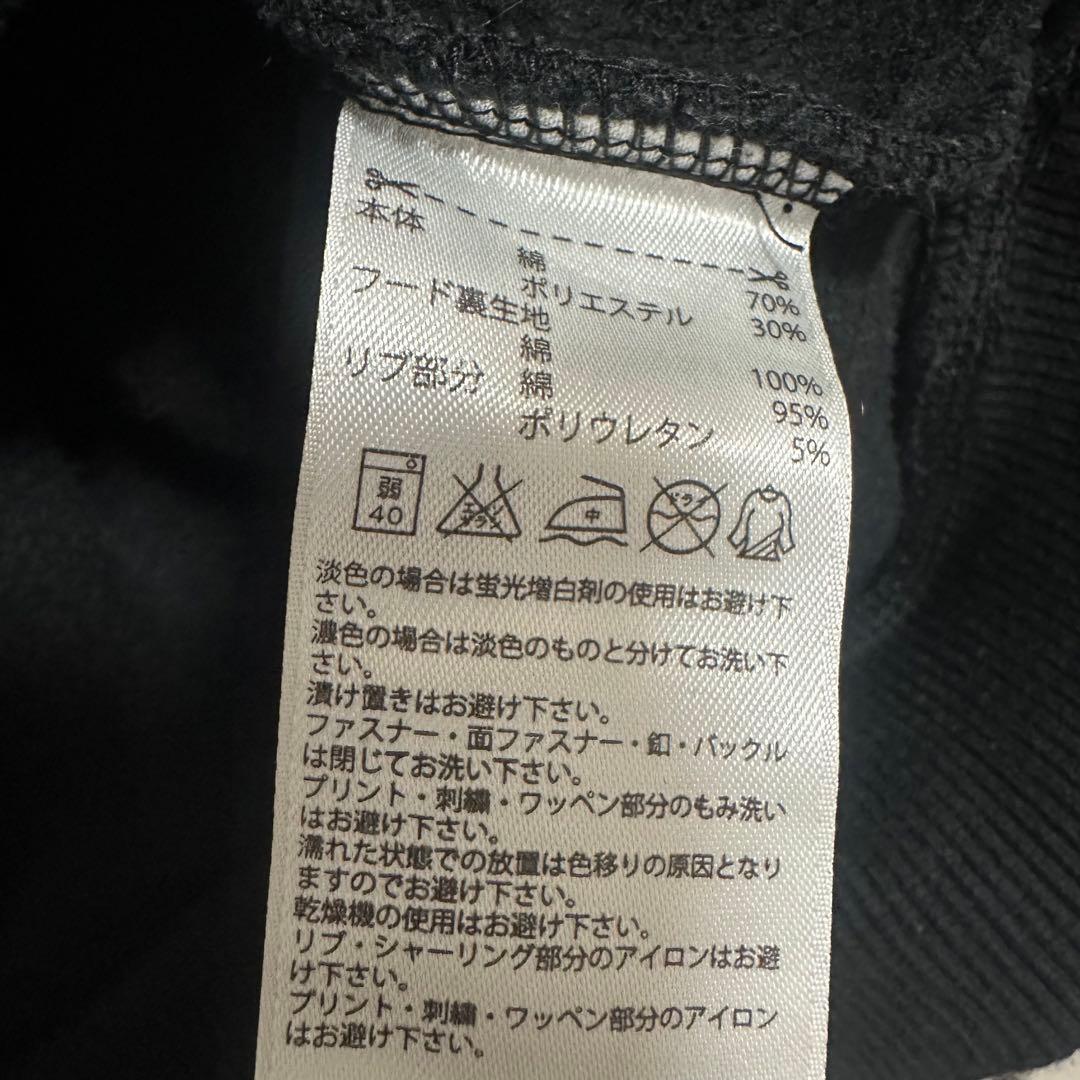 本体
綿 70%
ポリエステル 30%
フード裏生地
綿 100%
リブ部分 綿 95%
ポリウレタン 5%
弱 40 エンソサラシ 中 ドライ
淡色の場合は蛍光増白剤の使用はお避け下
さい。
濃色の場合は淡色のものと分けてお洗い下
さい。
漬け置きはお避け下さい。
ファスナー・面ファスナー・釦・バックル
は閉じてお洗い下さい。
プリント・刺繍・ワッペン部分のもみ洗い
はお避け下さい。
濡れた状態での放置は色移りの原因となり
ますのでお避け下さい。
乾燥機の使用はお避け下さい。
リブ・シャーリング部分のアイロンはお避
け下さい。
プリント・刺繍・ワッペン部分のアイロン
はお避け下さい。